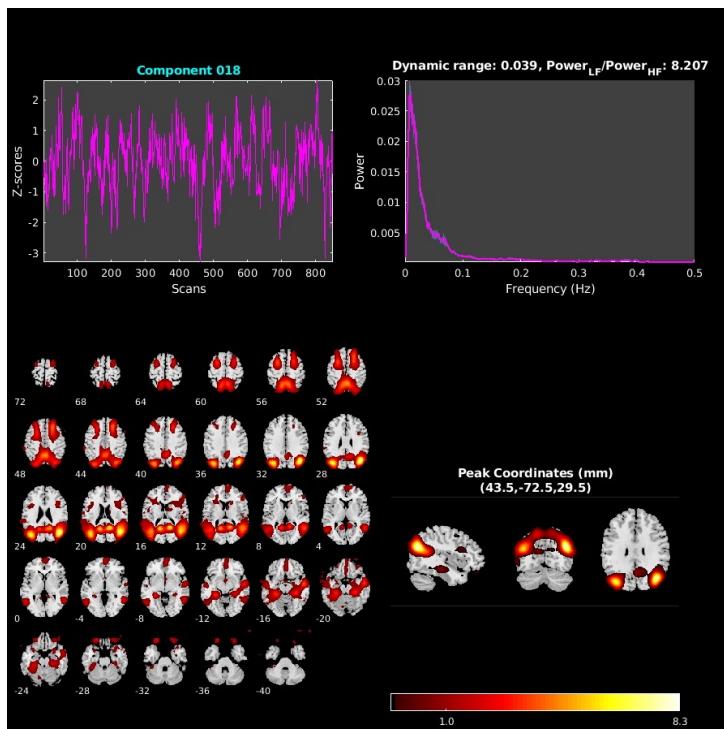 Component 018
Dynamic range: 0.039, Power_LF/Power_HF: 8.207
2
1
0
-1
-2
-3
Z-scores
100 200 300 400 500 600 700 800
Scans
0.03
0.025
0.02
0.015
0.01
0.005
Power
0 0.1 0.2 0.3 0.4 0.5
Frequency (Hz)
72 68 64 60 56 52
48 44 40 36 32 28
24 20 16 12 8 4
0 -4 -8 -12 -16 -20
-24 -28 -32 -36 -40
Peak Coordinates (mm)
(43.5,-72.5,29.5)
1.0 8.3